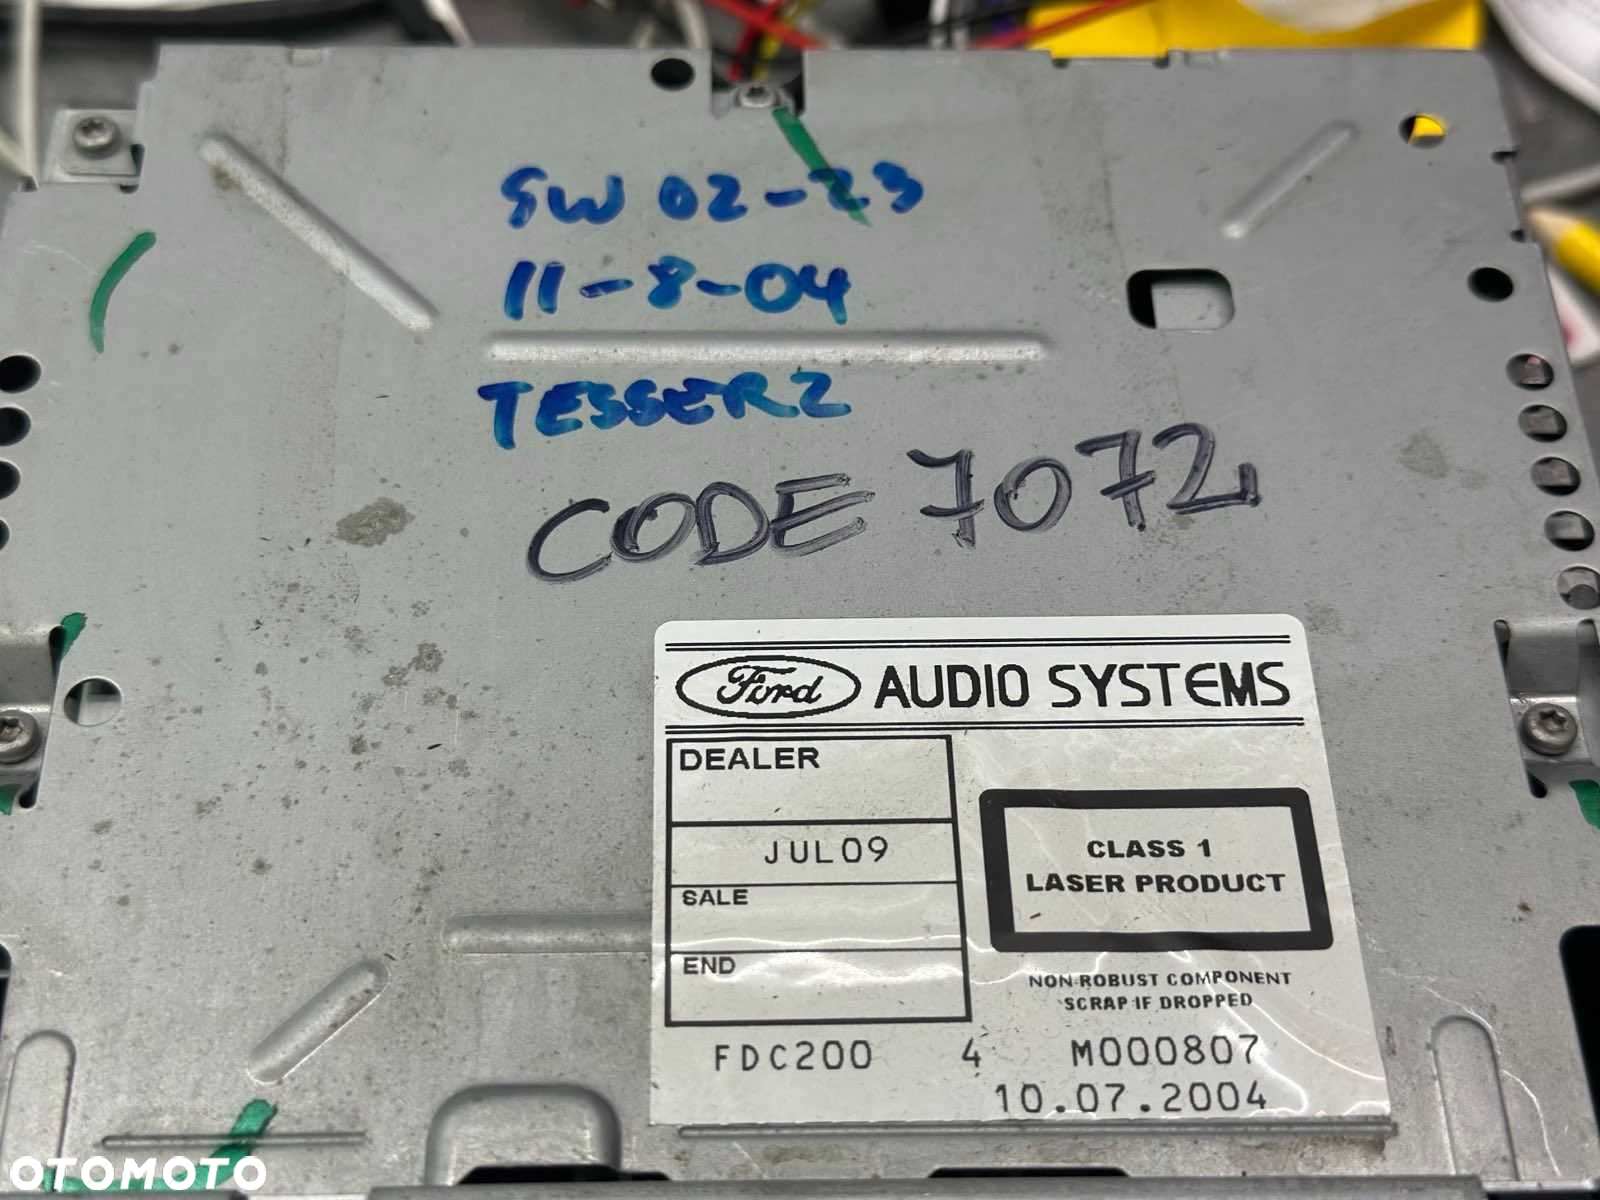 SW 02-23
11-8-04
TESSERZ
CODE 7072
Ford AUDIO SYSTEMS
DEALER
JUL09
SALE
END
CLASS 1
LASER PRODUCT
NON-ROBUST COMPONENT
SCRAP IF DROPPED
FDC200 4 M000807
10.07.2004
OTOMOTO